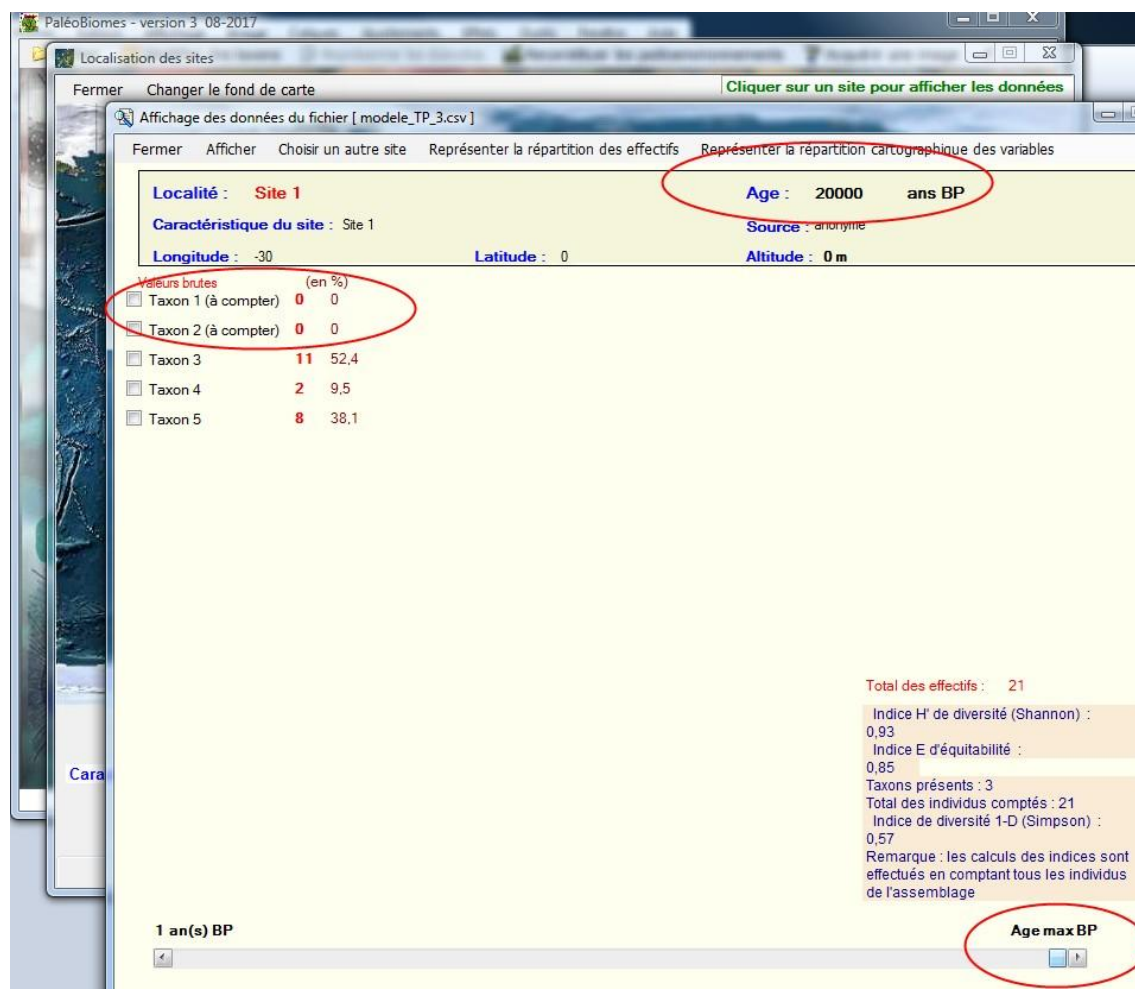 PaléoBiomes - version 3 08-2017
Localisation des sites
Fermer Changer le fond de carte Cliquer sur un site pour afficher les données
Affichage des données du fichier [ modele_TP_3.csv ]
Fermer Afficher Choisir un autre site Représenter la répartition des effectifs Représenter la répartition cartographique des variables
Localité : Site 1 Age : 20000 ans BP
Caractéristique du site : Site 1 Source : anonyme
Longitude : -30 Latitude : 0 Altitude : 0 m
Valeurs brutes (en %)
Taxon 1 (à compter) 0 0
Taxon 2 (à compter) 0 0
Taxon 3 11 52,4
Taxon 4 2 9,5
Taxon 5 8 38,1
Total des effectifs : 21
Indice H' de diversité (Shannon) :
0,93
Indice E d'équitabilité :
0,85
Cara
Taxons présents : 3
Total des individus comptés : 21
Indice de diversité 1-D (Simpson) :
0,57
Remarque : les calculs des indices sont
effectués en comptant tous les individus
de l'assemblage
1 an(s) BP Age max BP